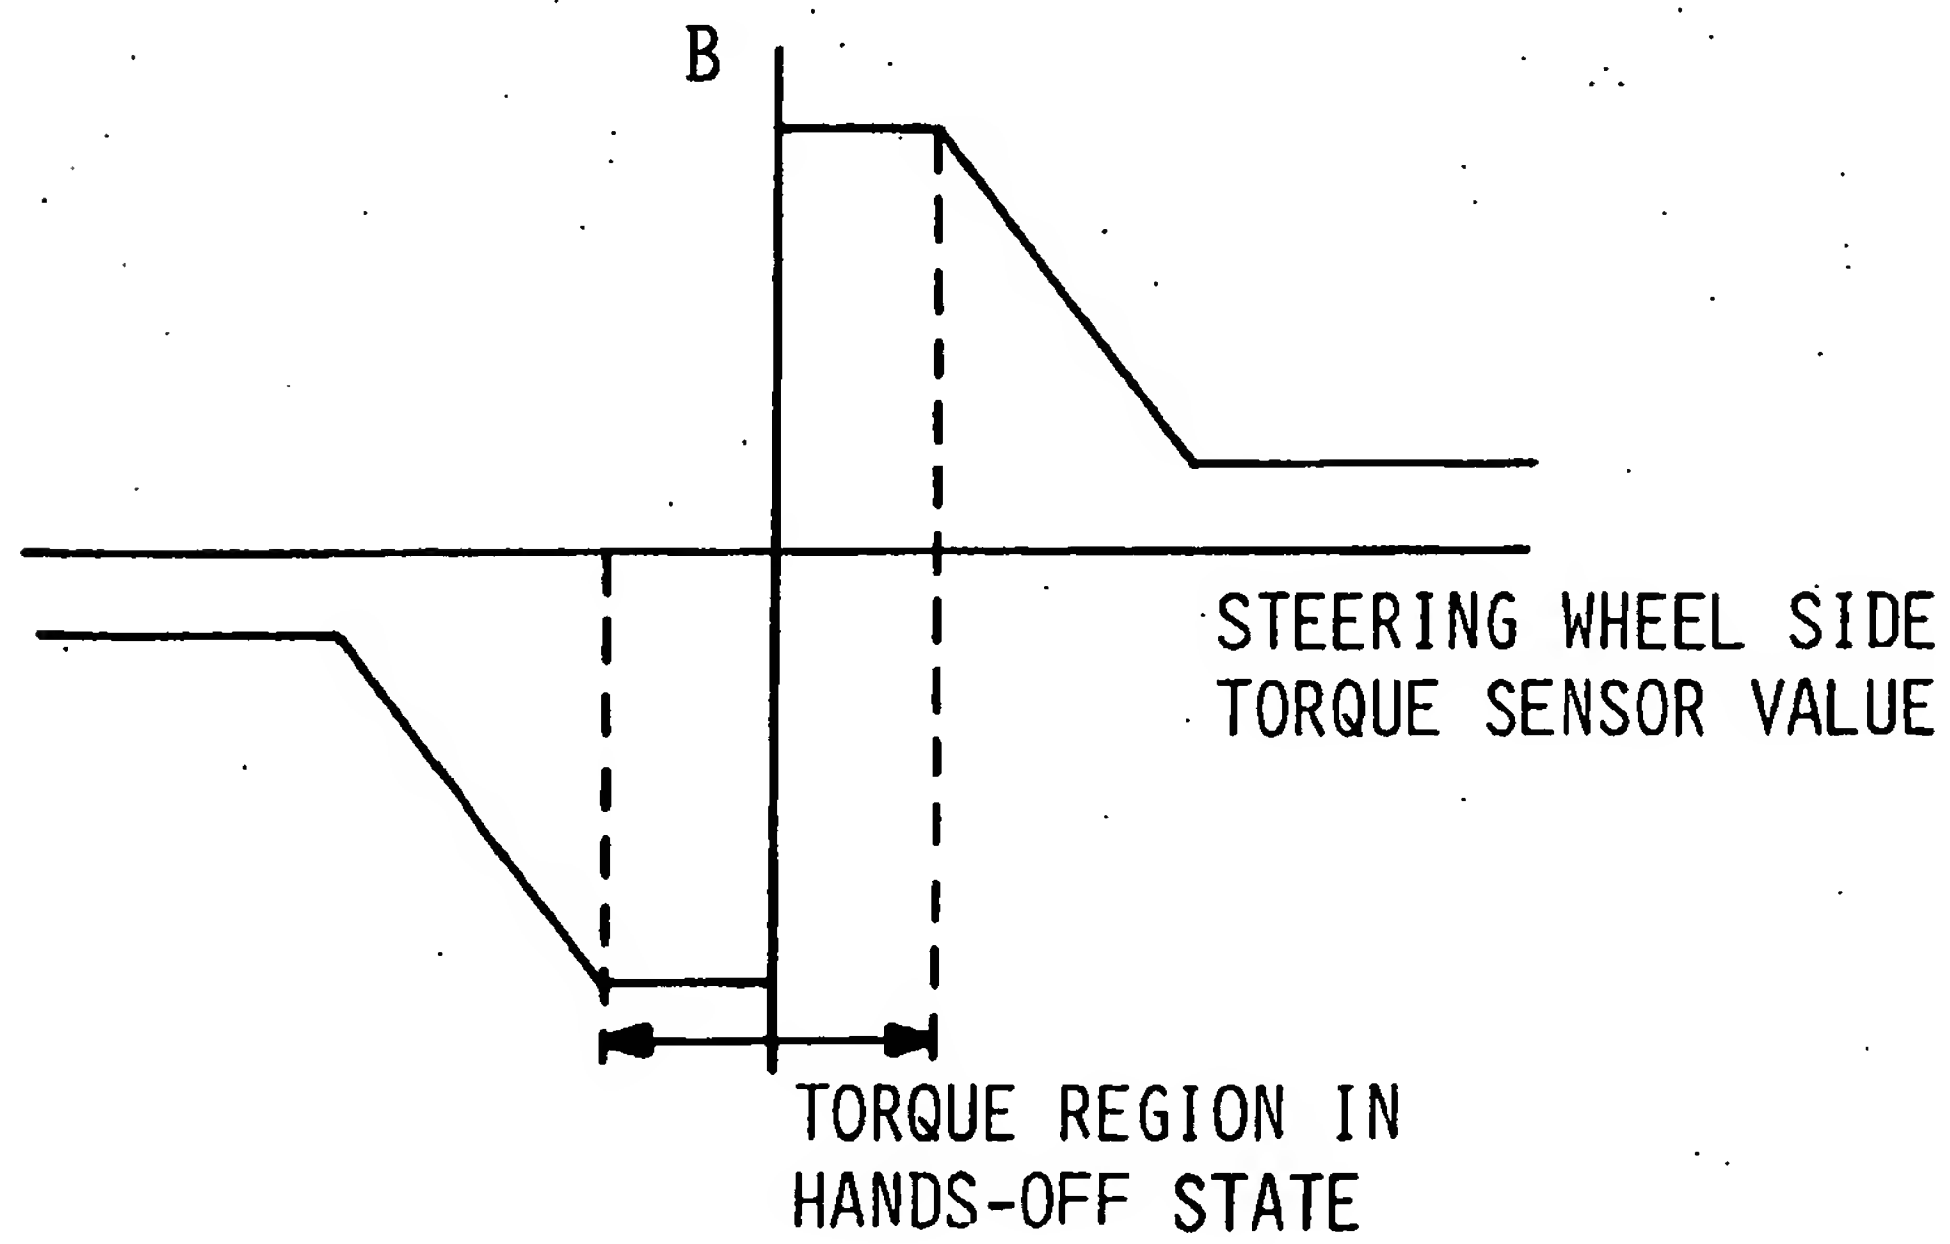 B
STEERING WHEEL SIDE
TORQUE SENSOR VALUE
TORQUE REGION IN
HANDS-OFF STATE